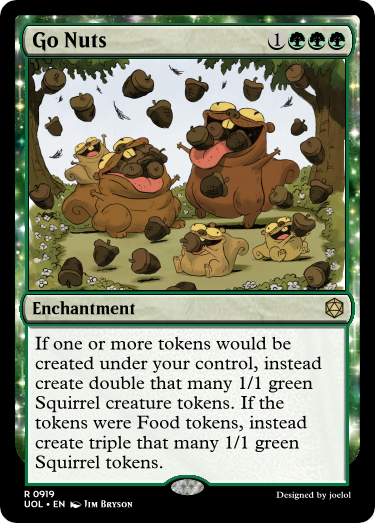 Go Nuts 1
Enchantment
If one or more tokens would be
created under your control, instead
create double that many 1/1 green
Squirrel creature tokens. If the
tokens were Food tokens, instead
create triple that many 1/1 green
Squirrel tokens.
R 0919
UOL • EN Jim Bryson
Designed by joelol